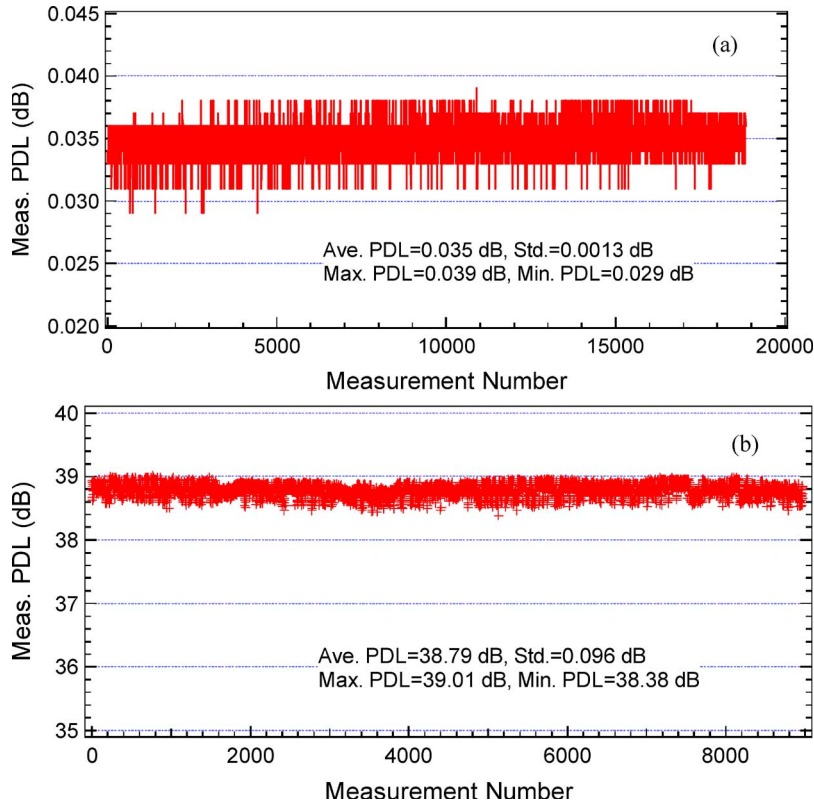 (a)
Meas. PDL (dB)
0.045
0.040
0.035
0.030
0.025
0.020
Ave. PDL=0.035 dB, Std.=0.0013 dB
Max. PDL=0.039 dB, Min. PDL=0.029 dB
0 5000 10000 15000 20000
Measurement Number
(b)
Meas. PDL (dB)
40
39
38
37
36
35
Ave. PDL=38.79 dB, Std.=0.096 dB
Max. PDL=39.01 dB, Min. PDL=38.38 dB
0 2000 4000 6000 8000
Measurement Number